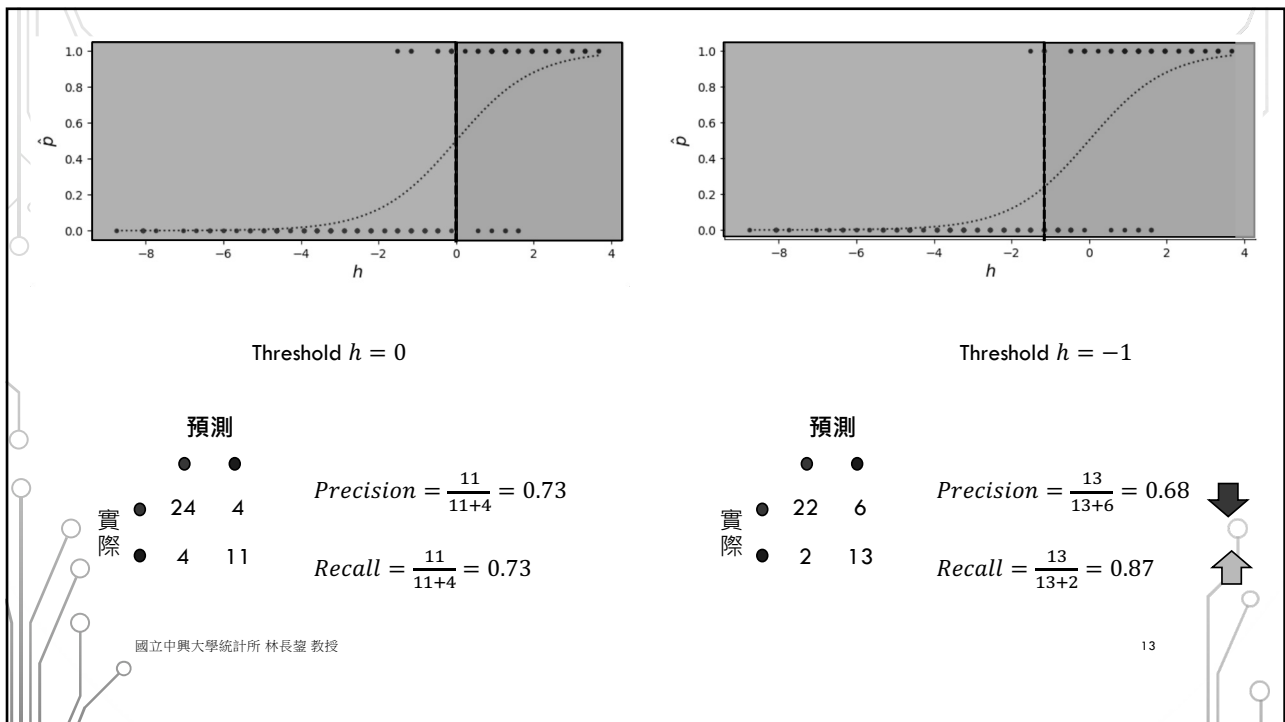 1.0
0.8
0.6
0.4
0.2
0.0
p̂
−8 −6 −4 −2 0 2 4
h
1.0
0.8
0.6
0.4
0.2
0.0
p̂
−8 −6 −4 −2 0 2 4
h
Threshold h = 0
預測
實際
24 4
4 11
Precision = 11/(11+4) = 0.73
Recall = 11/(11+4) = 0.73
Threshold h = −1
預測
實際
22 6
2 13
Precision = 13/(13+6) = 0.68
Recall = 13/(13+2) = 0.87
國立中興大學統計所 林長鋆 教授
13